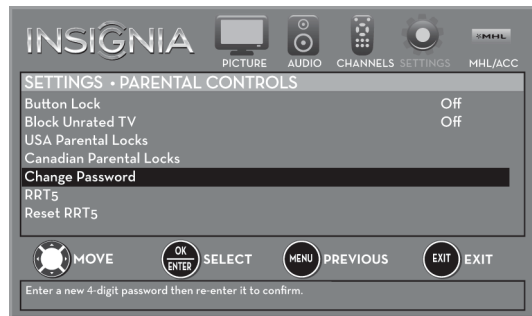 INSIGNIA
PICTURE AUDIO CHANNELS SETTINGS MHL MHL/ACC
SETTINGS • PARENTAL CONTROLS
Button Lock Off
Block Unrated TV Off
USA Parental Locks
Canadian Parental Locks
Change Password
RRT5
Reset RRT5
MOVE OK ENTER SELECT MENU PREVIOUS EXIT EXIT
Enter a new 4-digit password then re-enter it to confirm.